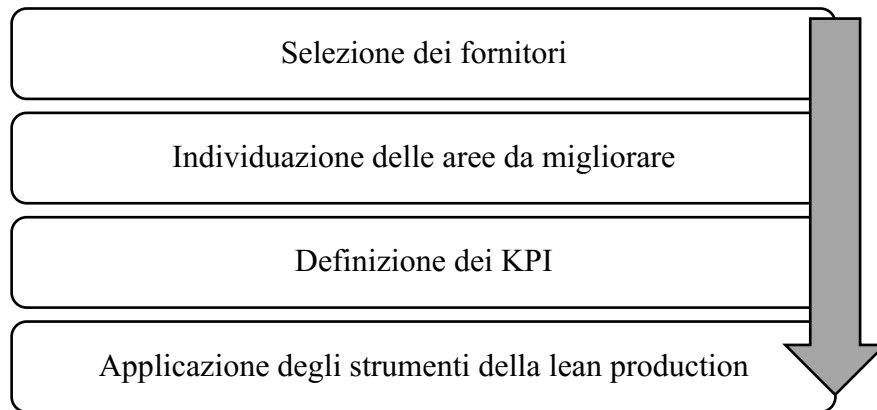 Selezione dei fornitori
Individuazione delle aree da migliorare
Definizione dei KPI
Applicazione degli strumenti della lean production